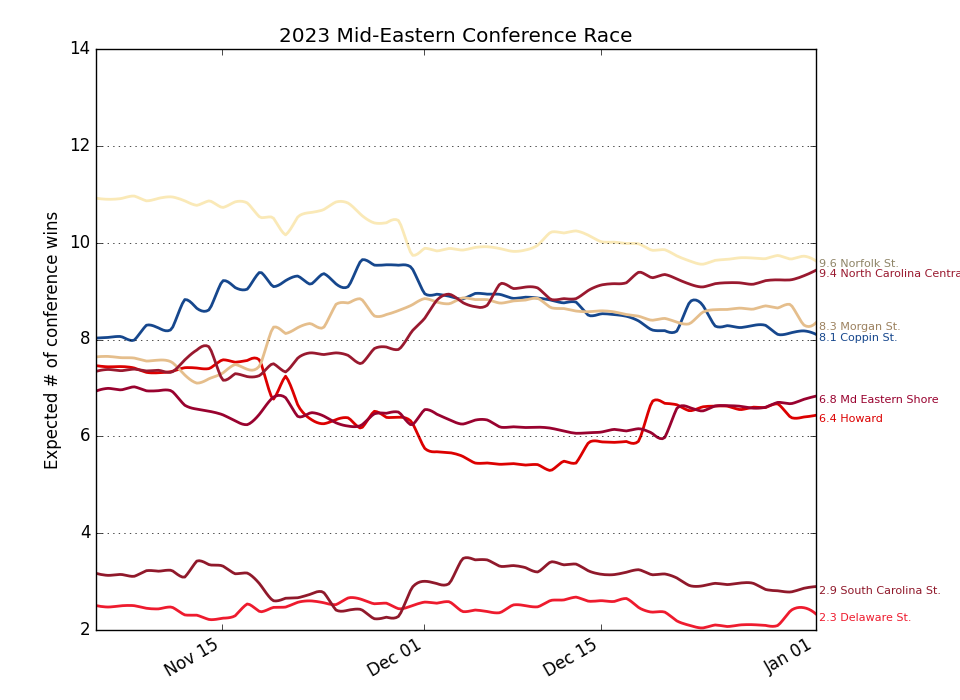 2023 Mid-Eastern Conference Race
Expected # of conference wins
14
12
10
8
6
4
2
Nov 15
Dec 01
Dec 15
Jan 01
9.6 Norfolk St.
9.4 North Carolina Centra
8.3 Morgan St.
8.1 Coppin St.
6.8 Md Eastern Shore
6.4 Howard
2.9 South Carolina St.
2.3 Delaware St.